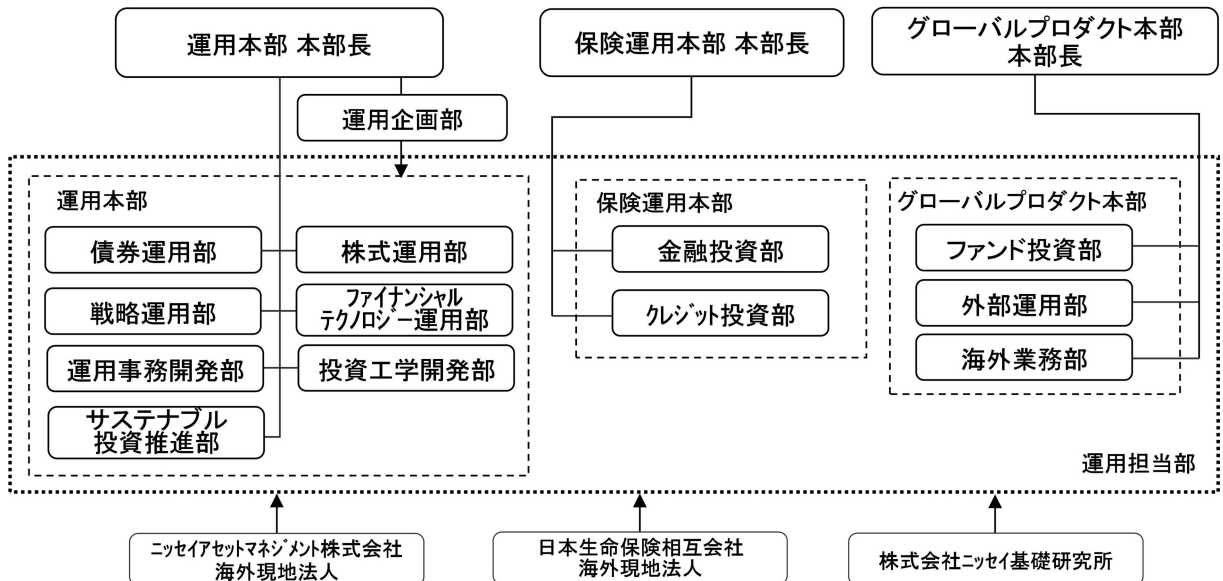 運用本部 本部長
保険運用本部 本部長
グローバルプロダクト本部
本部長
運用企画部
運用本部
債券運用部
株式運用部
戦略運用部
ファイナンシャル
テクノロジー運用部
運用事務開発部
投資工学開発部
サステナブル
投資推進部
保険運用本部
金融投資部
クレジット投資部
グローバルプロダクト本部
ファンド投資部
外部運用部
海外業務部
運用担当部
ニッセイアセットマネジメント株式会社
海外現地法人
日本生命保険相互会社
海外現地法人
株式会社ニッセイ基礎研究所